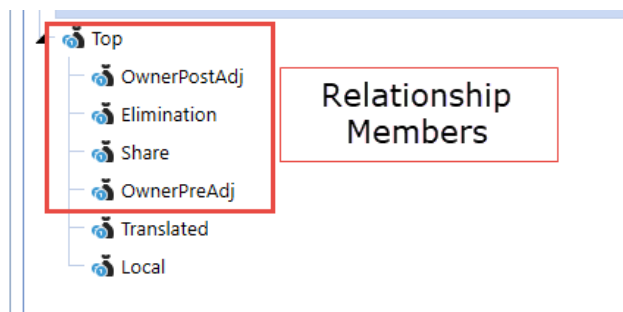 Top
OwnerPostAdj
Elimination
Share
OwnerPreAdj
Translated
Local
Relationship
Members